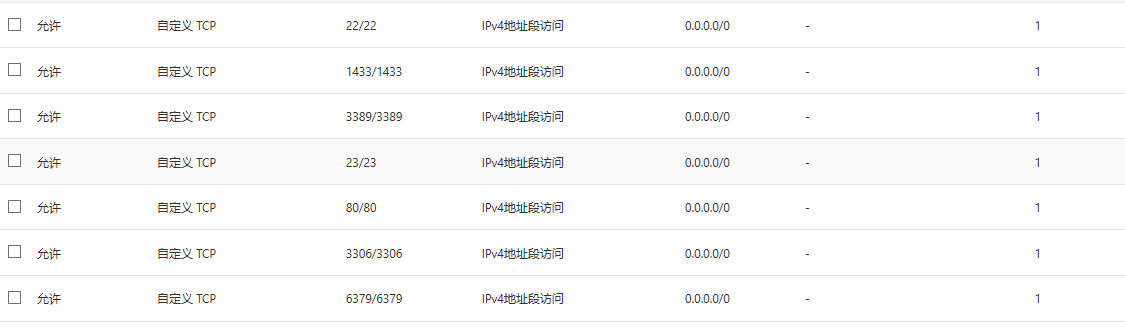 允许 自定义 TCP 22/22 IPv4地址段访问 0.0.0.0/0 - 1
允许 自定义 TCP 1433/1433 IPv4地址段访问 0.0.0.0/0 - 1
允许 自定义 TCP 3389/3389 IPv4地址段访问 0.0.0.0/0 - 1
允许 自定义 TCP 23/23 IPv4地址段访问 0.0.0.0/0 - 1
允许 自定义 TCP 80/80 IPv4地址段访问 0.0.0.0/0 - 1
允许 自定义 TCP 3306/3306 IPv4地址段访问 0.0.0.0/0 - 1
允许 自定义 TCP 6379/6379 IPv4地址段访问 0.0.0.0/0 - 1